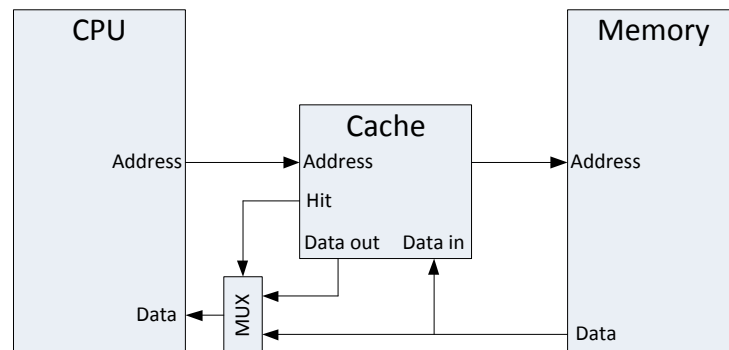 CPU
Memory
Cache
Address
Address
Address
Hit
Data out
Data in
Data
MUX
Data